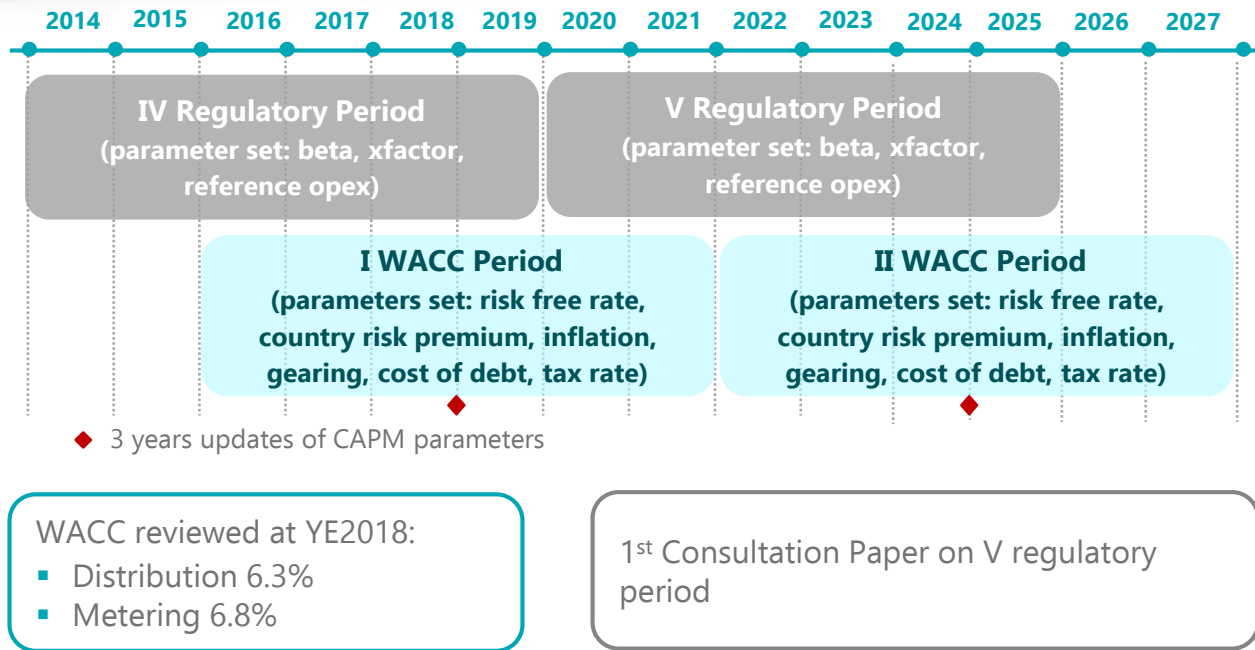 2014 2015 2016 2017 2018 2019 2020 2021 2022 2023 2024 2025 2026 2027
IV Regulatory Period
(parameter set: beta, xfactor,
reference opex)
V Regulatory Period
(parameter set: beta, xfactor,
reference opex)
I WACC Period
(parameters set: risk free rate,
country risk premium, inflation,
gearing, cost of debt, tax rate)
II WACC Period
(parameters set: risk free rate,
country risk premium, inflation,
gearing, cost of debt, tax rate)
3 years updates of CAPM parameters
WACC reviewed at YE2018:
▪ Distribution 6.3%
▪ Metering 6.8%
1st Consultation Paper on V regulatory
period